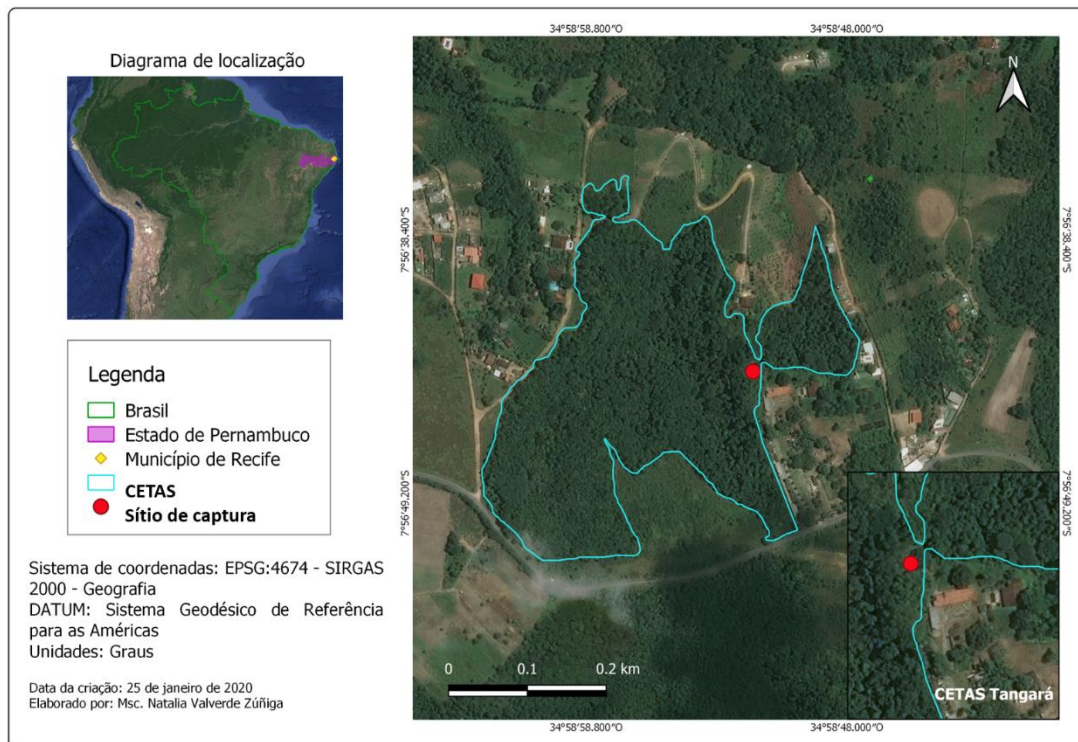 Diagrama de localização
Legenda
Brasil
Estado de Pernambuco
Município de Recife
CETAS
Sítio de captura
Sistema de coordenadas: EPSG:4674 - SIRGAS
2000 - Geografia
DATUM: Sistema Geodésico de Referência
para as Américas
Unidades: Graus
Data da criação: 25 de janeiro de 2020
Elaborado por: Msc. Natalia Valverde Zúñiga
34°58'58.800"O
34°58'48.000"O
N
7°56'38.400"S
7°56'38.400"S
7°56'49.200"S
7°56'49.200"S
0 0.1 0.2 km
CETAS Tangará
34°58'58.800"O
34°58'48.000"O